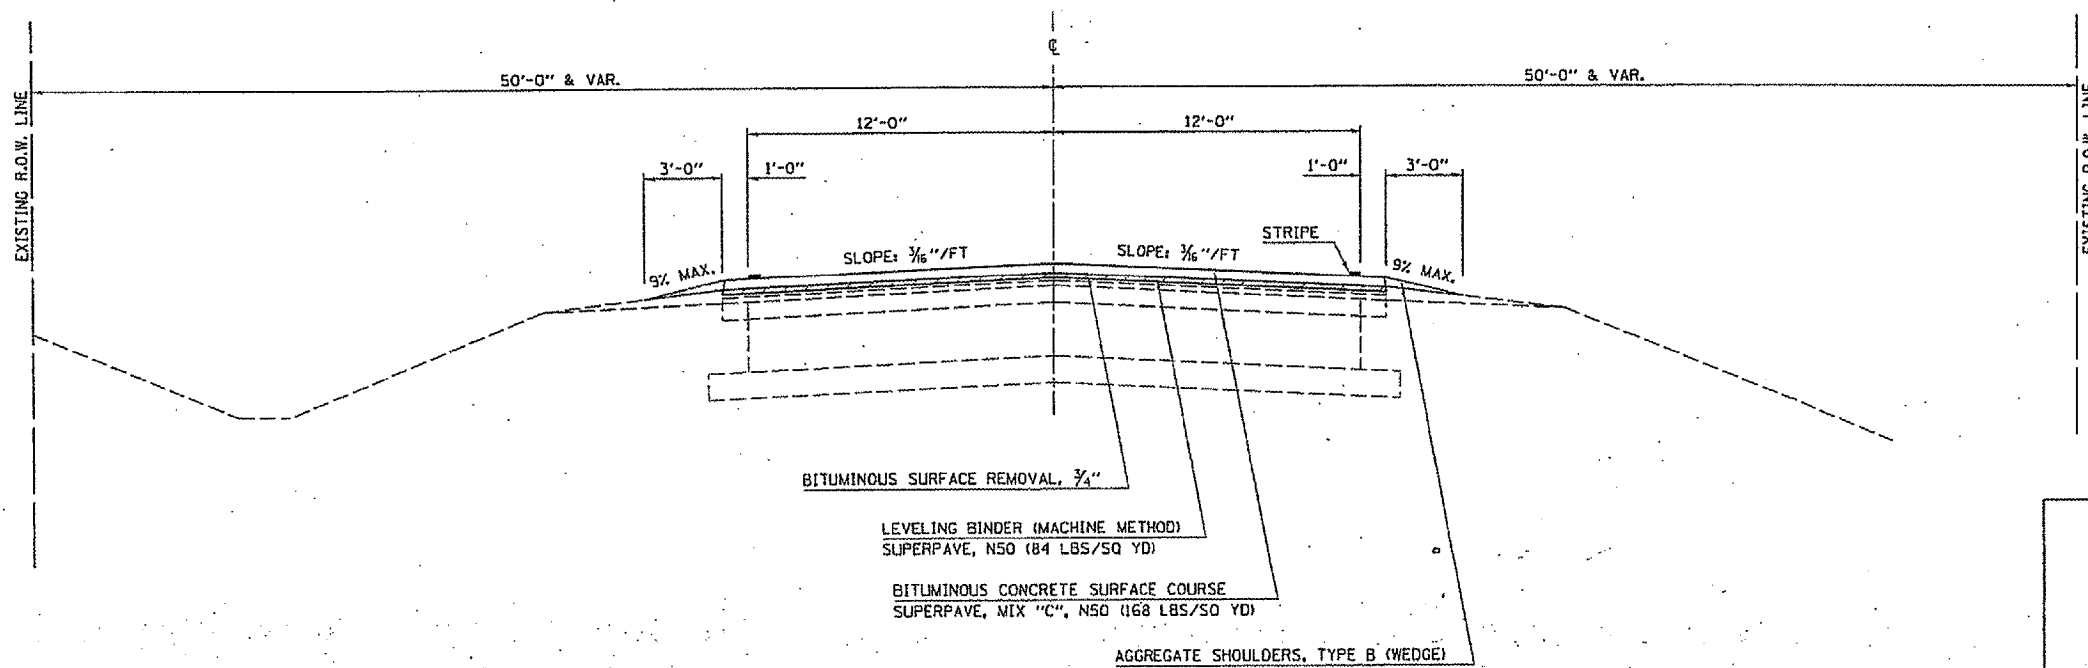 ℄
50'-0" & VAR.
50'-0" & VAR.
EXISTING R.O.W. LINE
EXISTING R.O.W. LINE
12'-0"
12'-0"
3'-0"
1'-0"
1'-0"
3'-0"
STRIPE
SLOPE: 3/16"/FT
SLOPE: 3/16"/FT
9% MAX.
9% MAX.
BITUMINOUS SURFACE REMOVAL, 3/4"
LEVELING BINDER (MACHINE METHOD)
SUPERPAVE, N50 (84 LBS/SQ YD)
BITUMINOUS CONCRETE SURFACE COURSE
SUPERPAVE, MIX "C", N50 (168 LBS/SQ YD)
AGGREGATE SHOULDERS, TYPE B (WEDGE)